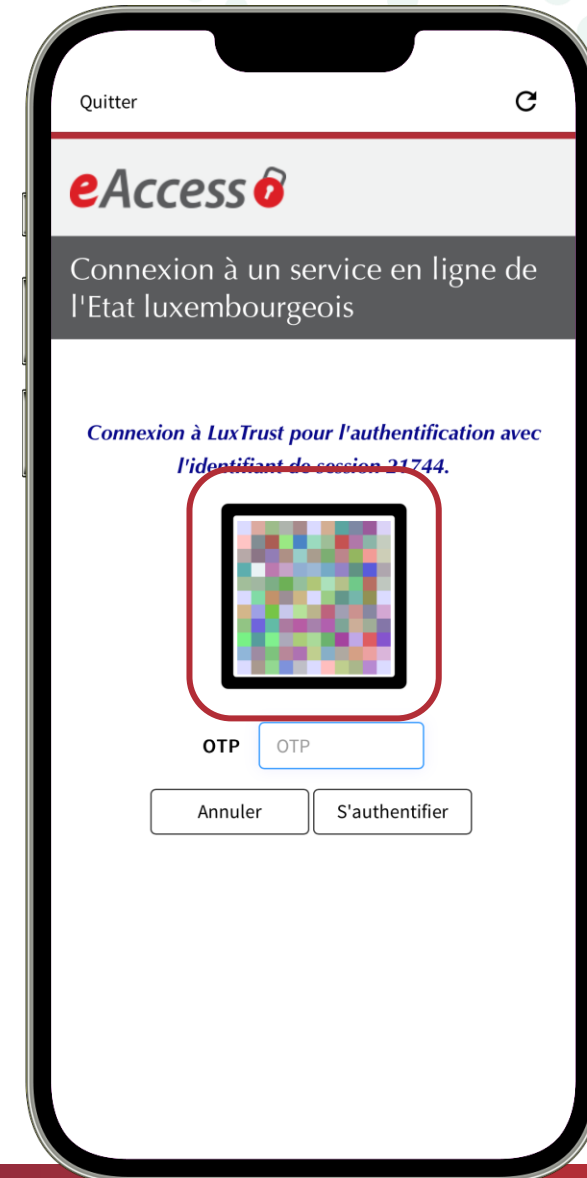 Quitter
eAccess
Connexion à un service en ligne de
l'Etat luxembourgeois
Connexion à LuxTrust pour l'authentification avec
l'identifiant de session 21744.
OTP OTP
Annuler S'authentifier